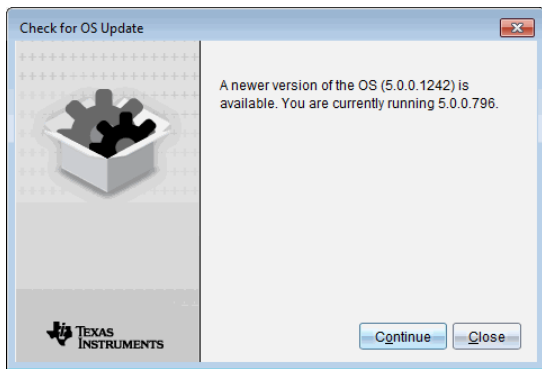 Check for OS Update
A newer version of the OS (5.0.0.1242) is
available. You are currently running 5.0.0.796.
TEXAS
INSTRUMENTS
Continue
Close